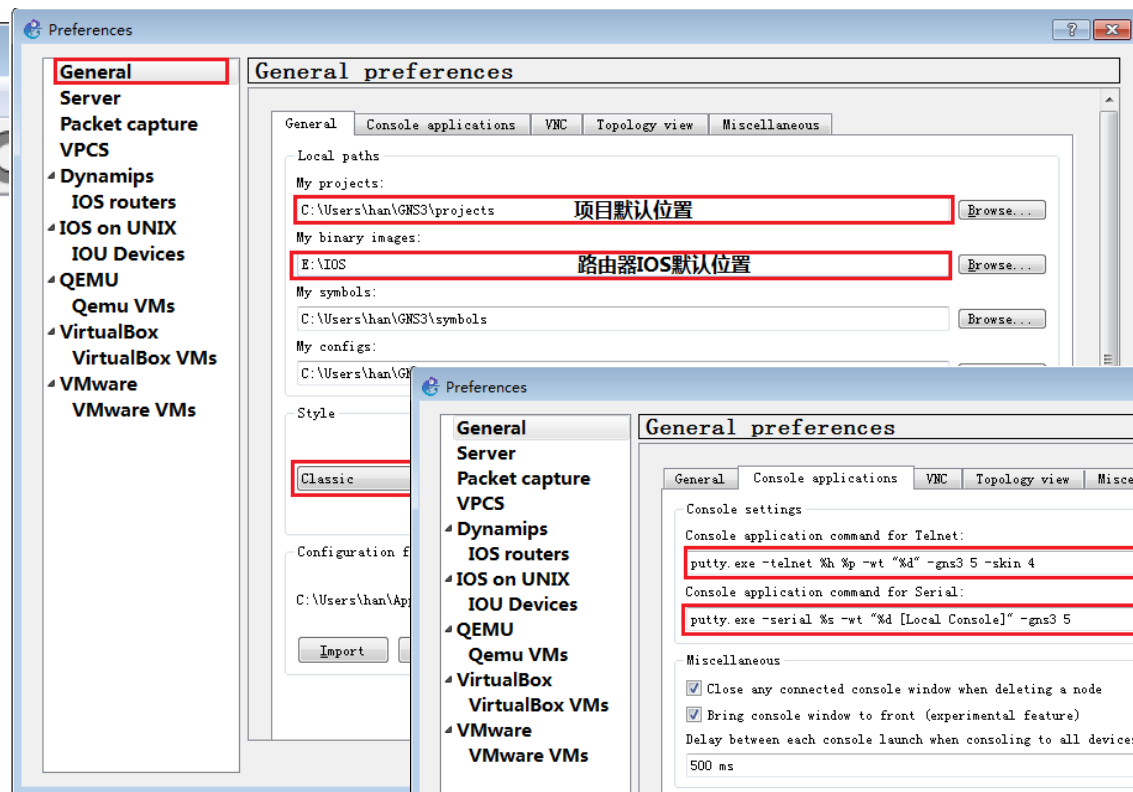 Preferences
General
Server
Packet capture
VPCS
Dynamips
IOS routers
IOS on UNIX
IOU Devices
QEMU
Qemu VMs
VirtualBox
VirtualBox VMs
VMware
VMware VMs
General preferences
General Console applications VNC Topology view Miscellaneous
Local paths
My projects:
C:\Users\han\GNS3\projects 项目默认位置 Browse...
My binary images:
E:\IOS 路由器IOS默认位置 Browse...
My symbols:
C:\Users\han\GNS3\symbols Browse...
My configs:
C:\Users\han\GN
Style
Classic
Configuration f
C:\Users\han\App
Import
Preferences
General
Server
Packet capture
VPCS
Dynamips
IOS routers
IOS on UNIX
IOU Devices
QEMU
Qemu VMs
VirtualBox
VirtualBox VMs
VMware
VMware VMs
General preferences
General Console applications VNC Topology view Misce
Console settings
Console application command for Telnet:
putty.exe -telnet %h %p -wt "%d" -gns3 5 -skin 4
Console application command for Serial:
putty.exe -serial %s -wt "%d [Local Console]" -gns3 5
Miscellaneous
Close any connected console window when deleting a node
Bring console window to front (experimental feature)
Delay between each console launch when consoling to all devices
500 ms